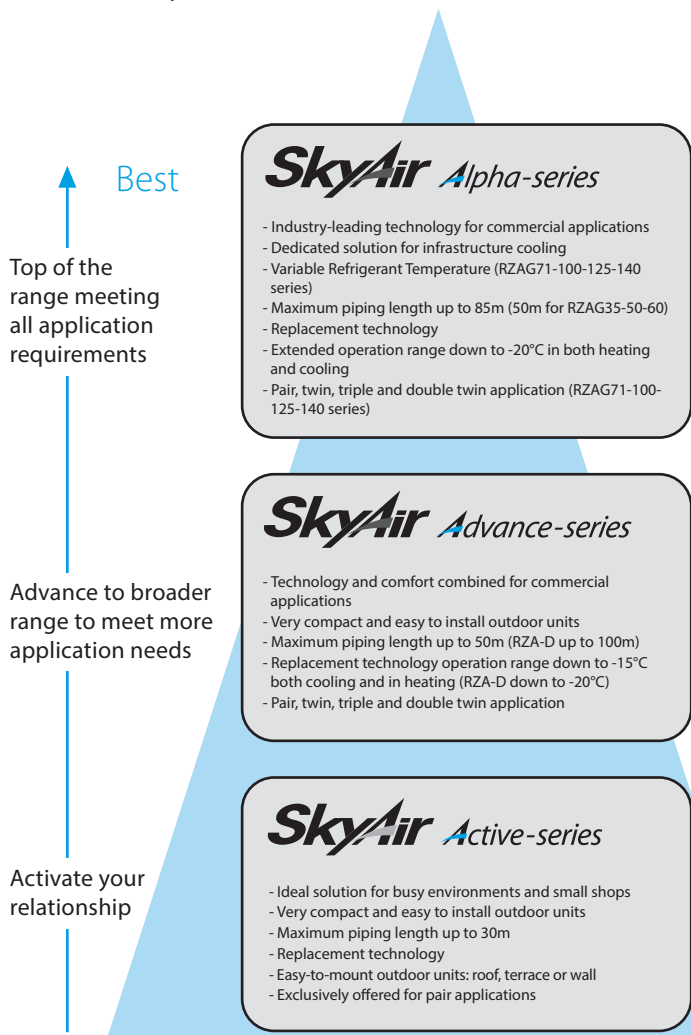 Best
SkyAir Alpha-series
- Industry-leading technology for commercial applications
- Dedicated solution for infrastructure cooling
- Variable Refrigerant Temperature (RZAG71-100-125-140
series)
- Maximum piping length up to 85m (50m for RZAG35-50-60)
- Replacement technology
- Extended operation range down to -20°C in both heating
and cooling
- Pair, twin, triple and double twin application (RZAG71-100-
125-140 series)
Top of the
range meeting
all application
requirements
SkyAir Advance-series
- Technology and comfort combined for commercial
applications
- Very compact and easy to install outdoor units
- Maximum piping length up to 50m (RZA-D up to 100m)
- Replacement technology operation range down to -15°C
both cooling and in heating (RZA-D down to -20°C)
- Pair, twin, triple and double twin application
Advance to broader
range to meet more
application needs
SkyAir Active-series
- Ideal solution for busy environments and small shops
- Very compact and easy to install outdoor units
- Maximum piping length up to 30m
- Replacement technology
- Easy-to-mount outdoor units: roof, terrace or wall
- Exclusively offered for pair applications
Activate your
relationship